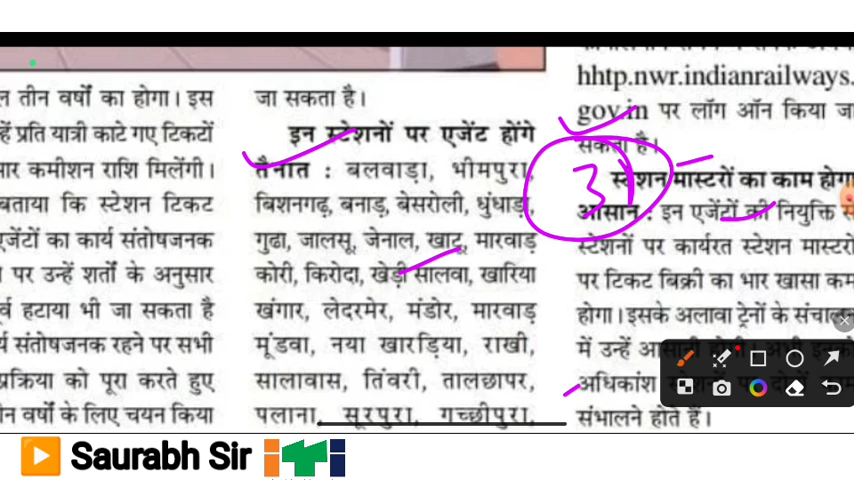 तीन वर्षों का होगा। इस
प्रति यात्री काटे गए टिकटों
कमीशन राशि मिलेंगी।
बताया कि स्टेशन टिकट
एजेंटों का कार्य संतोषजनक
पर उन्हें शर्तों के अनुसार
हटाया भी जा सकता है
संतोषजनक रहने पर सभी
प्रक्रिया को पूरा करते हुए
वर्षों के लिए चयन किया
जा सकता है।
इन स्टेशनों पर एजेंट होंगे
तैनात : बलवाड़ा, भीमपुरा,
बिशनगढ़, बनाड़, बेसरोली, धुंधाड़ा,
गुढा, जालसू, जेनाल, खाटू, मारवाड़
कोरी, किरोदा, खेड़ी सालवा, खारिया
खंगार, लेदरमेर, मंडोर, मारवाड़
मूंडवा, नया खारड़िया, राखी,
सालावास, तिंवरी, तालछापर,
पलाना, सूरपुरा, गच्छीपुरा,
hhtp.nwr.indianrailways.
gov.in पर लॉग ऑन किया जा
सकता है।
स्टेशन मास्टरों का काम होगा
आसान : इन एजेंटों की नियुक्ति से
स्टेशनों पर कार्यरत स्टेशन मास्टरों
पर टिकट बिक्री का भार खासा कम
होगा। इसके अलावा ट्रेनों के संचालन
में उन्हें
अधिकांश
संभालने होते हैं।
3
Saurabh Sir iTi